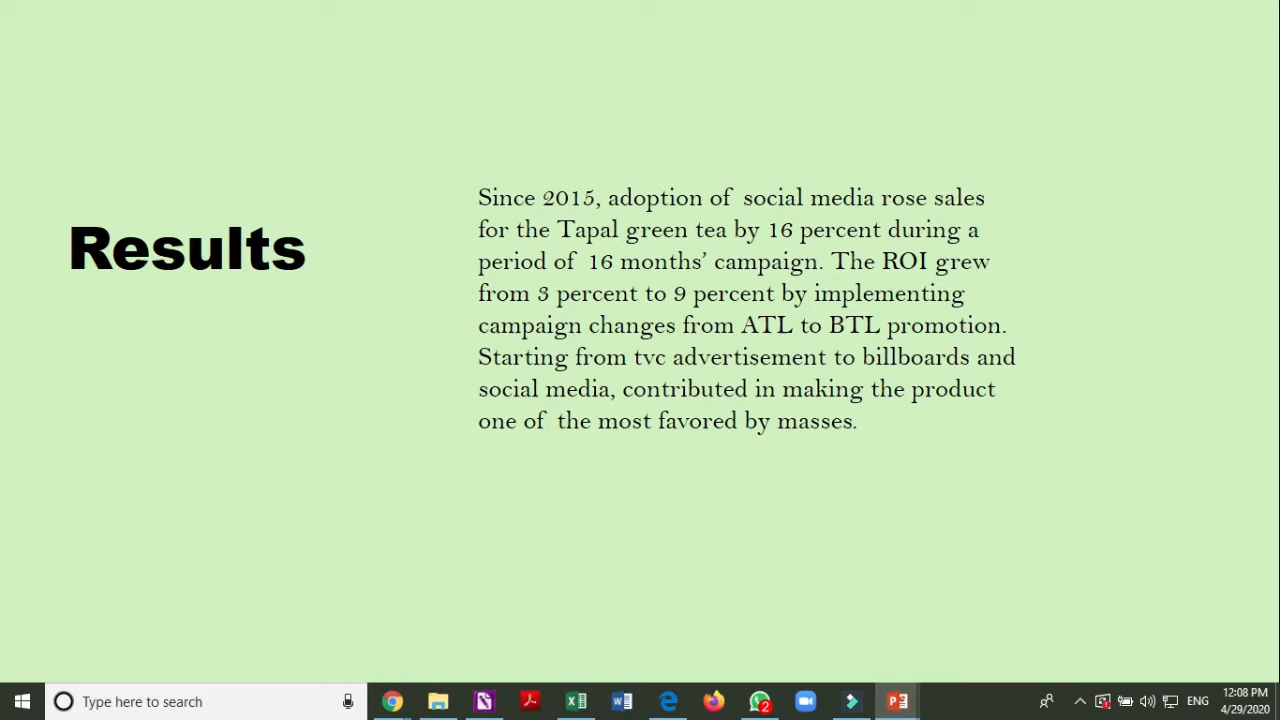 Results
Since 2015, adoption of social media rose sales
for the Tapal green tea by 16 percent during a
period of 16 months’ campaign. The ROI grew
from 3 percent to 9 percent by implementing
campaign changes from ATL to BTL promotion.
Starting from tvc advertisement to billboards and
social media, contributed in making the product
one of the most favored by masses.
Type here to search
2
ENG
12:08 PM
4/29/2020